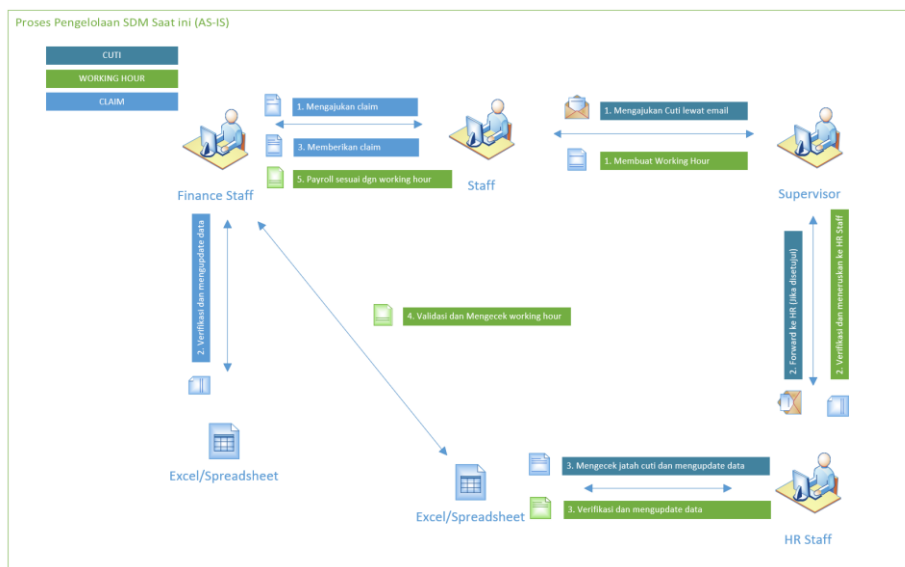 Proses Pengelolaan SDM Saat ini (AS-IS)
CUTI
WORKING HOUR
CLAIM
1. Mengajukan claim
3. Memberikan claim
5. Payroll sesuai dgn working hour
Finance Staff
Staff
1. Mengajukan Cuti lewat email
1. Membuat Working Hour
Supervisor
2. Verifikasi dan mengupdate data
4. Validasi dan Mengecek working hour
2. Forward ke HR (Jika disetujui)
2. Verifikasi dan meneruskan ke HR Staff
Excel/Spreadsheet
Excel/Spreadsheet
3. Mengecek jatah cuti dan mengupdate data
3. Verifikasi dan mengupdate data
HR Staff